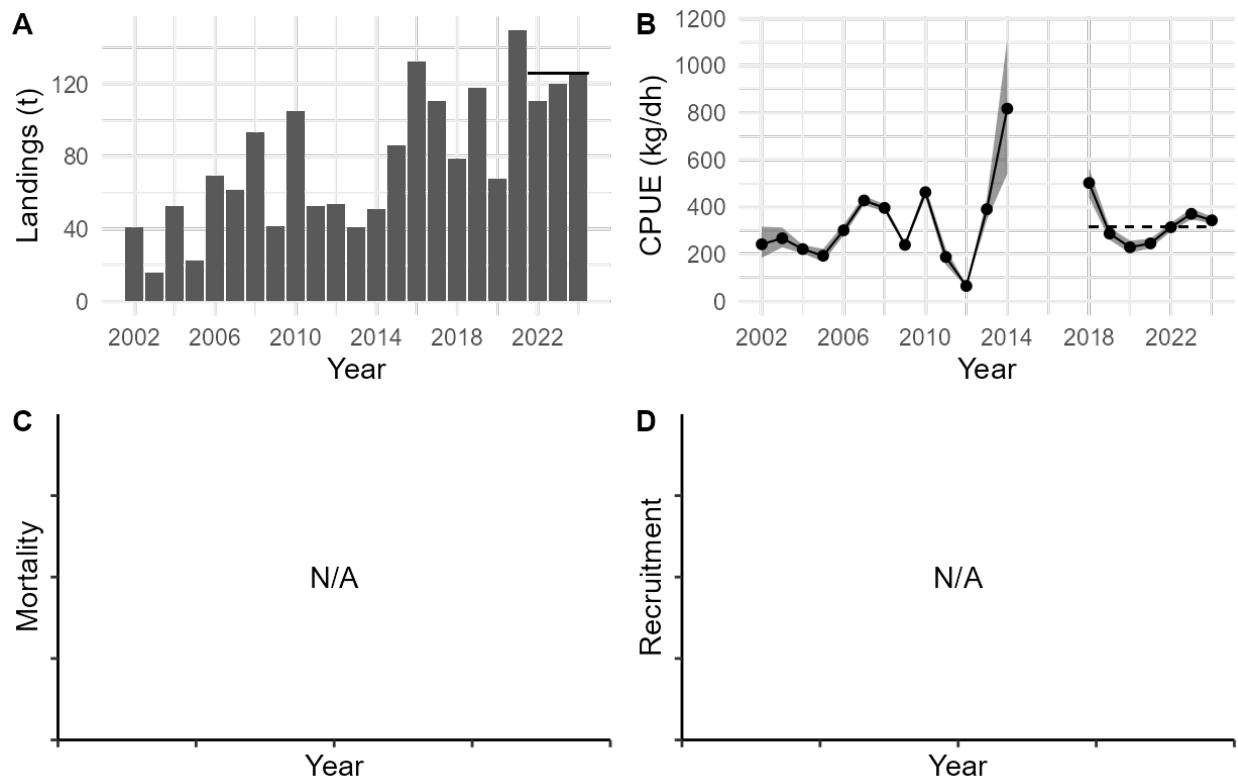 A
Landings (t)
120
80
40
0
2002 2006 2010 2014 2018 2022
Year
B
CPUE (kg/dh)
1200
1000
800
600
400
200
0
2002 2006 2010 2014 2018 2022
Year
C
Mortality
N/A
Year
D
Recruitment
N/A
Year